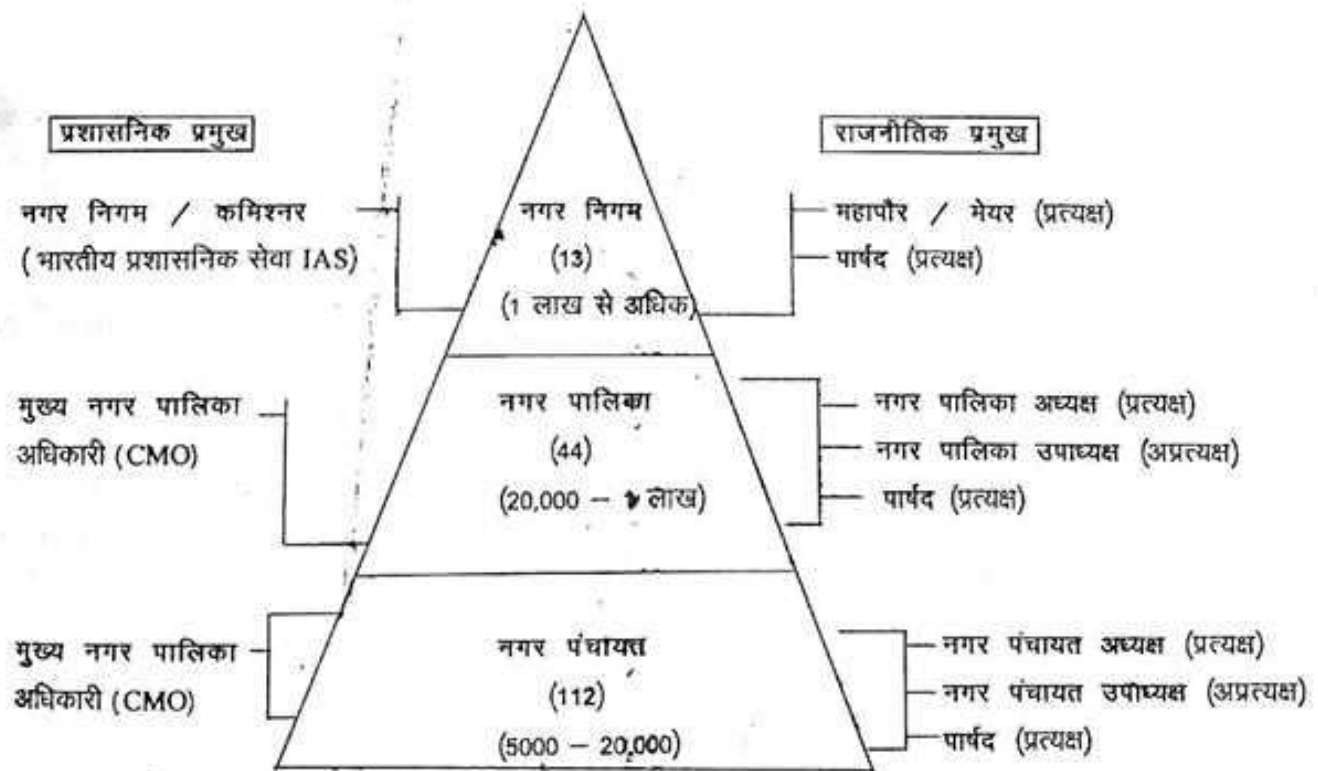 प्रशासनिक प्रमुख
राजनीतिक प्रमुख
नगर निगम / कमिश्नर
(भारतीय प्रशासनिक सेवा IAS)
नगर निगम
(13)
(1 लाख से अधिक)
महापौर / मेयर (प्रत्यक्ष)
पार्षद (प्रत्यक्ष)
मुख्य नगर पालिका
अधिकारी (CMO)
नगर पालिका
(44)
(20,000 – 1 लाख)
नगर पालिका अध्यक्ष (प्रत्यक्ष)
नगर पालिका उपाध्यक्ष (अप्रत्यक्ष)
पार्षद (प्रत्यक्ष)
मुख्य नगर पालिका
अधिकारी (CMO)
नगर पंचायत
(112)
(5000 – 20,000)
नगर पंचायत अध्यक्ष (प्रत्यक्ष)
नगर पंचायत उपाध्यक्ष (अप्रत्यक्ष)
पार्षद (प्रत्यक्ष)